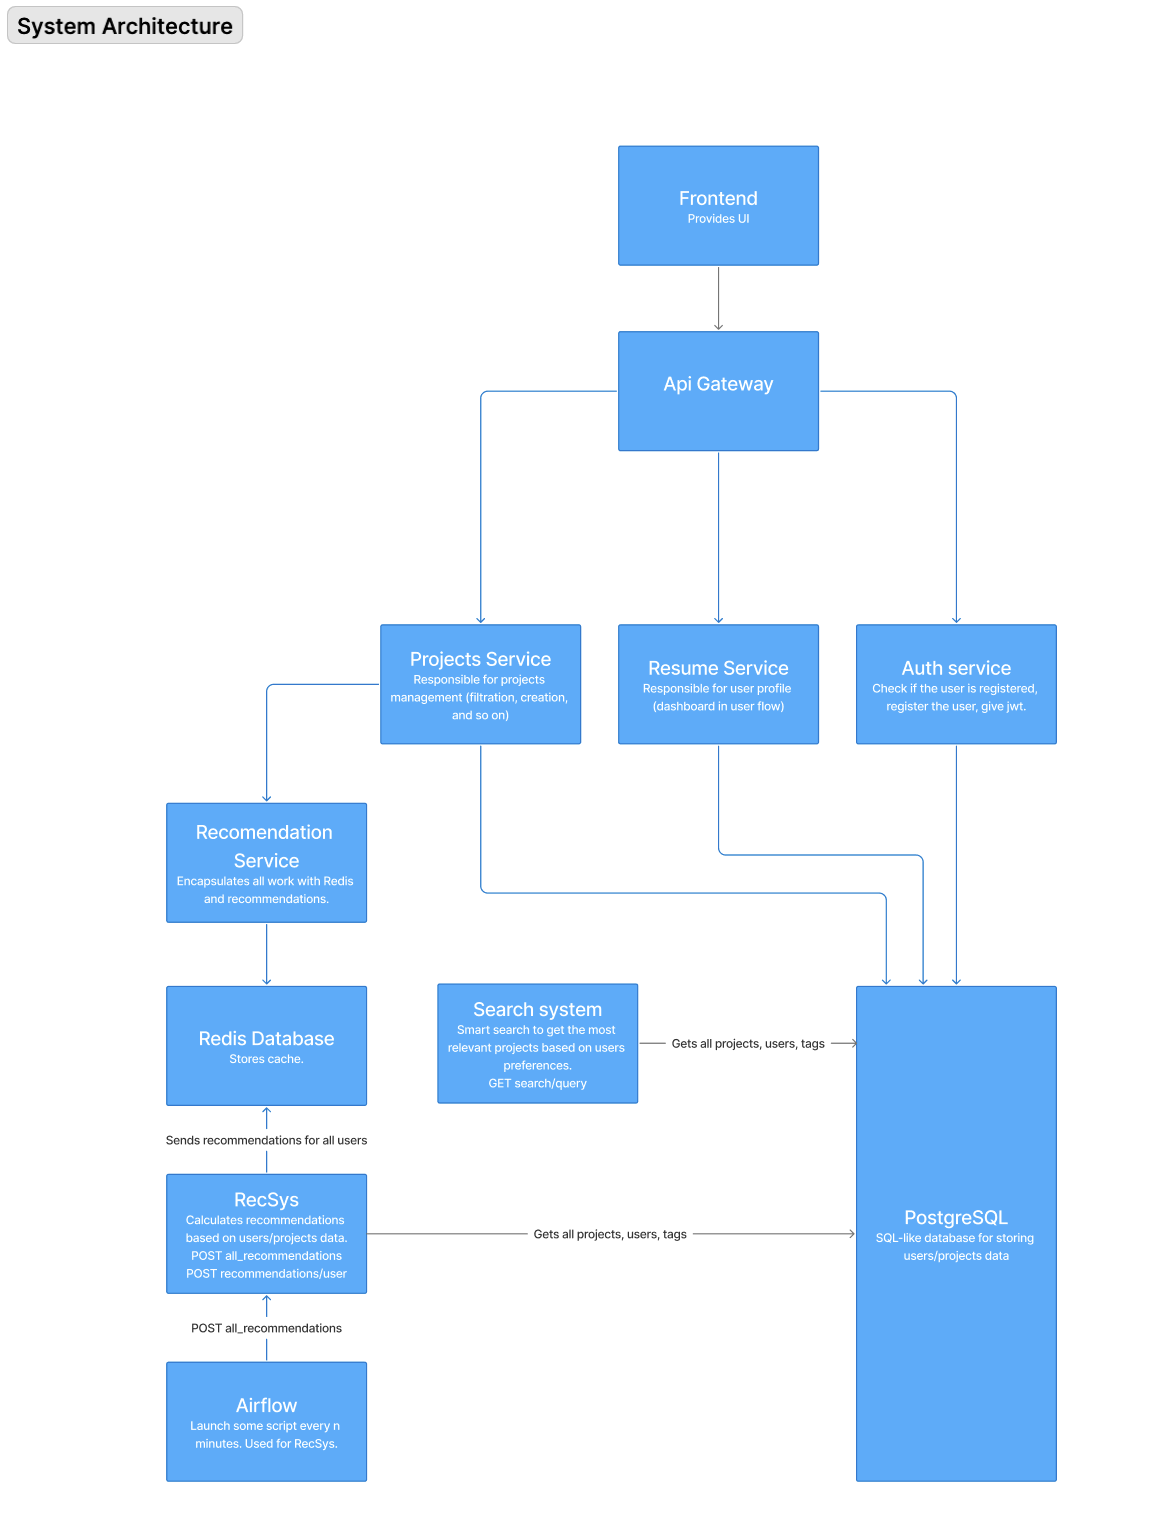 System Architecture
Frontend
Provides UI
Api Gateway
Projects Service
Responsible for projects
management (filtration, creation,
and so on)
Resume Service
Responsible for user profile
(dashboard in user flow)
Auth service
Check if the user is registered,
register the user, give jwt.
Recomendation
Service
Encapsulates all work with Redis
and recommendations.
Redis Database
Stores cache.
Search system
Smart search to get the most
relevant projects based on users
preferences.
GET search/query
Gets all projects, users, tags
Sends recommendations for all users
RecSys
Calculates recommendations
based on users/projects data.
POST all_recommendations
POST recommendations/user
Gets all projects, users, tags
PostgreSQL
SQL-like database for storing
users/projects data
POST all_recommendations
Airflow
Launch some script every n
minutes. Used for RecSys.